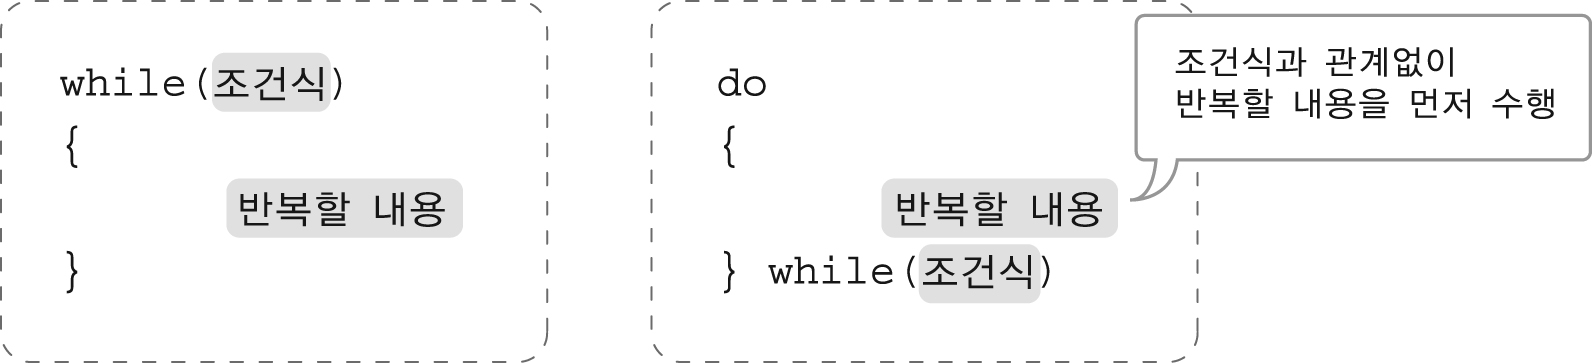 while(조건식)
{
반복할 내용
}
do
{
반복할 내용
} while(조건식)
조건식과 관계없이
반복할 내용을 먼저 수행